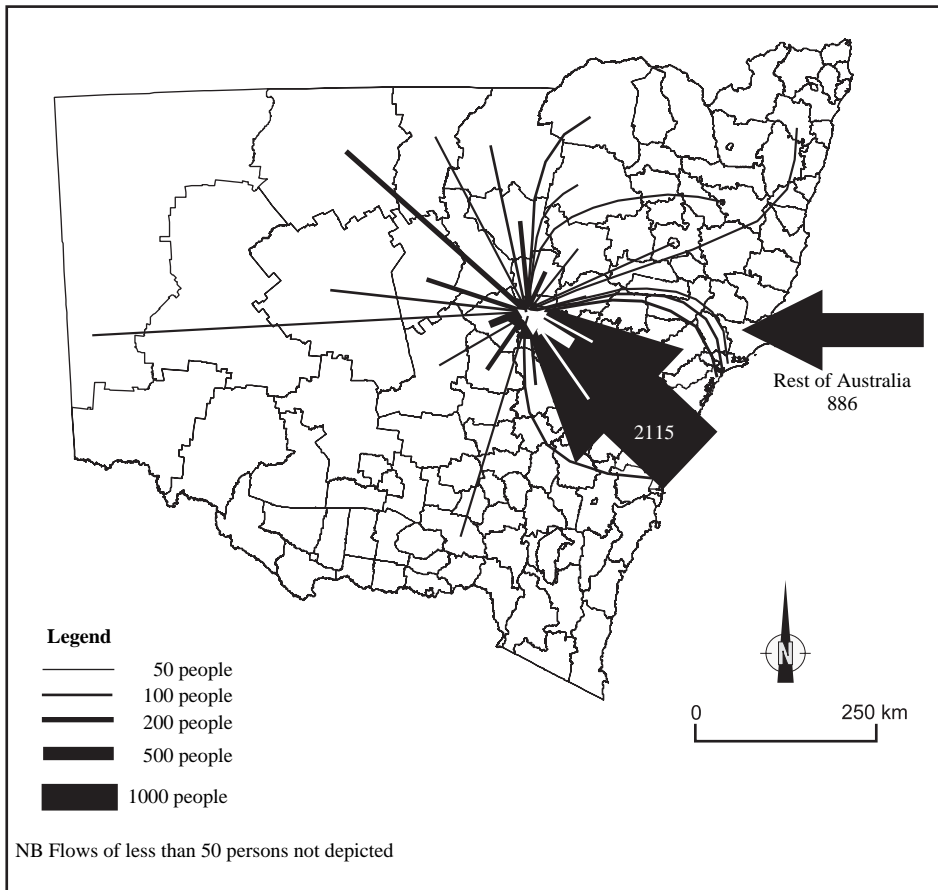 Rest of Australia
886
2115
Legend
50 people
100 people
200 people
500 people
1000 people
N
0 250 km
NB Flows of less than 50 persons not depicted